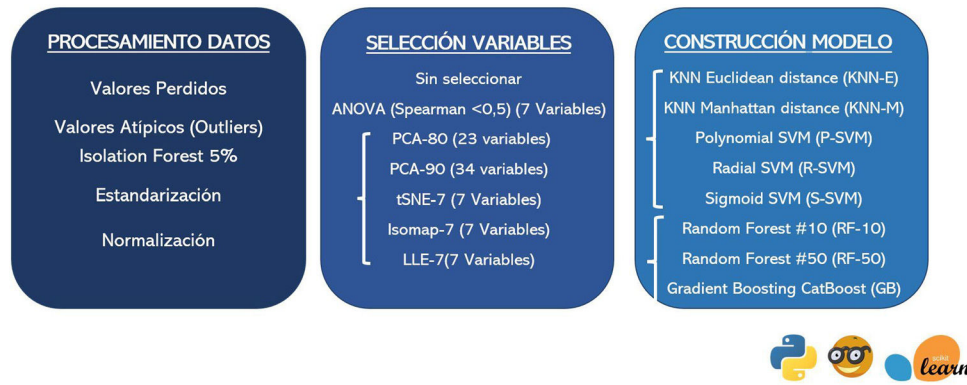 PROCESAMIENTO DATOS
Valores Perdidos
Valores Atípicos (Outliers)
Isolation Forest 5%
Estandarización
Normalización
SELECCIÓN VARIABLES
Sin seleccionar
ANOVA (Spearman <0,5) (7 Variables)
PCA-80 (23 variables)
PCA-90 (34 variables)
tSNE-7 (7 Variables)
Isomap-7 (7 Variables)
LLE-7(7 Variables)
CONSTRUCCIÓN MODELO
KNN Euclidean distance (KNN-E)
KNN Manhattan distance (KNN-M)
Polynomial SVM (P-SVM)
Radial SVM (R-SVM)
Sigmoid SVM (S-SVM)
Random Forest #10 (RF-10)
Random Forest #50 (RF-50)
Gradient Boosting CatBoost (GB)
scikit
learn